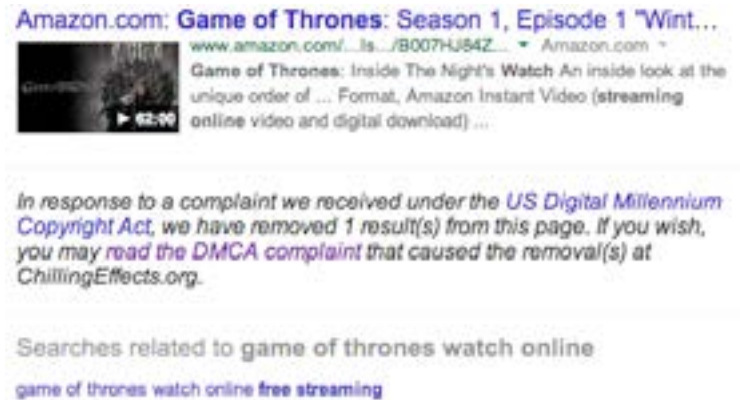 Amazon.com: Game of Thrones: Season 1, Episode 1 "Wint...
www.amazon.com/...ls.../B007HJ84Z... ▼ Amazon.com ▼
Game of Thrones: Inside The Night's Watch An inside look at the
unique order of ... Format, Amazon Instant Video (streaming
▶ 62:00 online video and digital download) ...
In response to a complaint we received under the US Digital Millennium
Copyright Act, we have removed 1 result(s) from this page. If you wish,
you may read the DMCA complaint that caused the removal(s) at
ChillingEffects.org.
Searches related to game of thrones watch online
game of thrones watch online free streaming